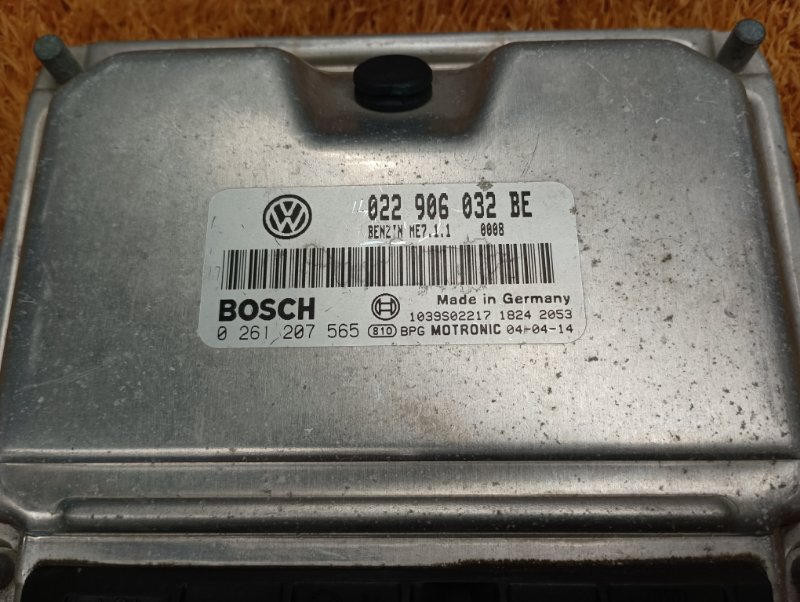 VW 022 906 032 BE
BENZIN ME7.1.1 0008
BOSCH Made in Germany
1039S02217 1824 2053
0 261 207 565 810 BPG MOTRONIC 04-04-14